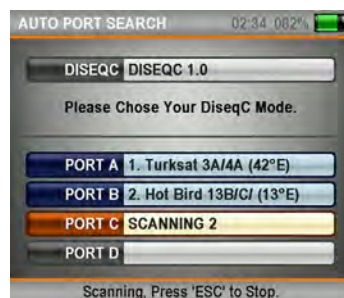 AUTO PORT SEARCH 02:34 082%
DISEQC DISEQC 1.0
Please Chose Your DiseqC Mode.
PORT A 1. Turksat 3A/4A (42°E)
PORT B 2. Hot Bird 13B/C/ (13°E)
PORT C SCANNING 2
PORT D
Scanning, Press 'ESC' to Stop.